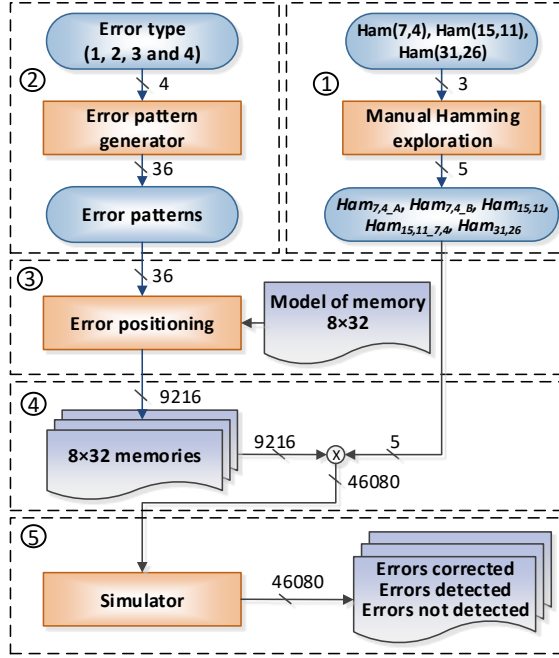 ②
Error type
(1, 2, 3 and 4)
4
Error pattern
generator
36
Error patterns
①
Ham(7,4), Ham(15,11),
Ham(31,26)
3
Manual Hamming
exploration
5
Ham7,4_A, Ham7,4_B, Ham15,11,
Ham15,11_7,4, Ham31,26
③
36
Error positioning
Model of memory
8×32
④
9216
8×32 memories
9216
X
5
46080
⑤
Simulator
46080
Errors corrected
Errors detected
Errors not detected